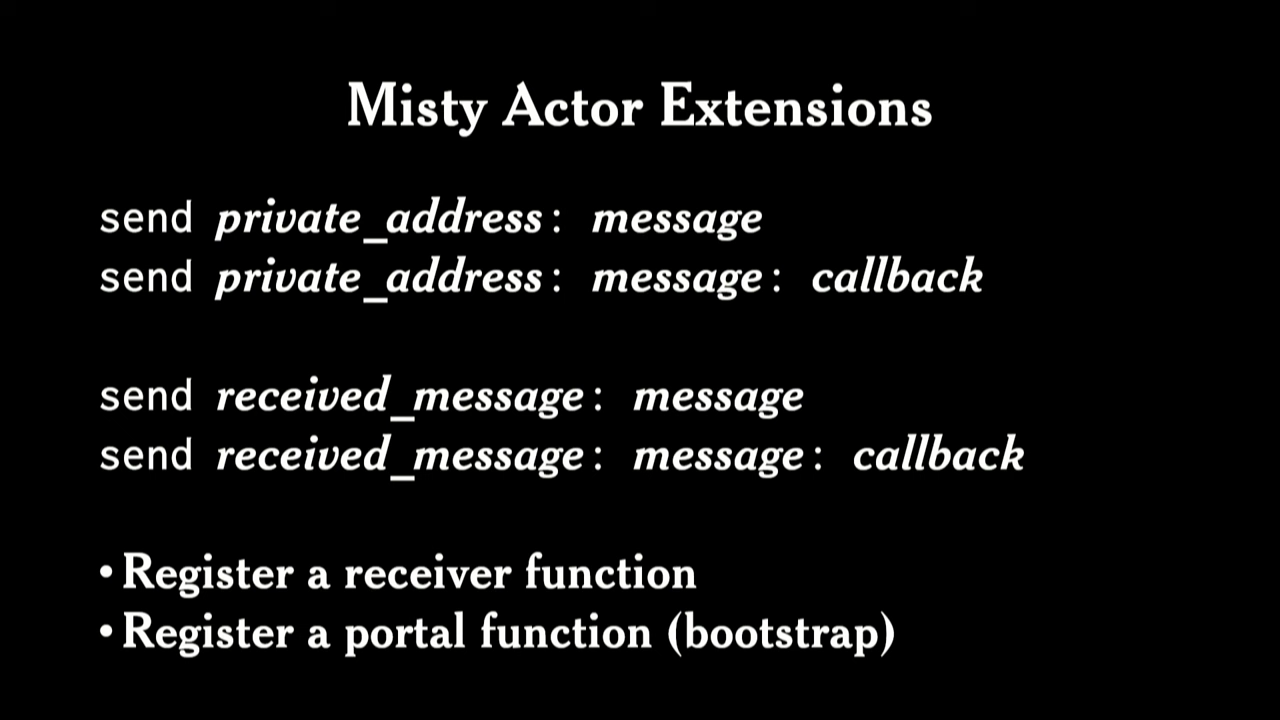 Misty Actor Extensions
send private_address: message
send private_address: message: callback
send received_message: message
send received_message: message: callback
• Register a receiver function
• Register a portal function (bootstrap)